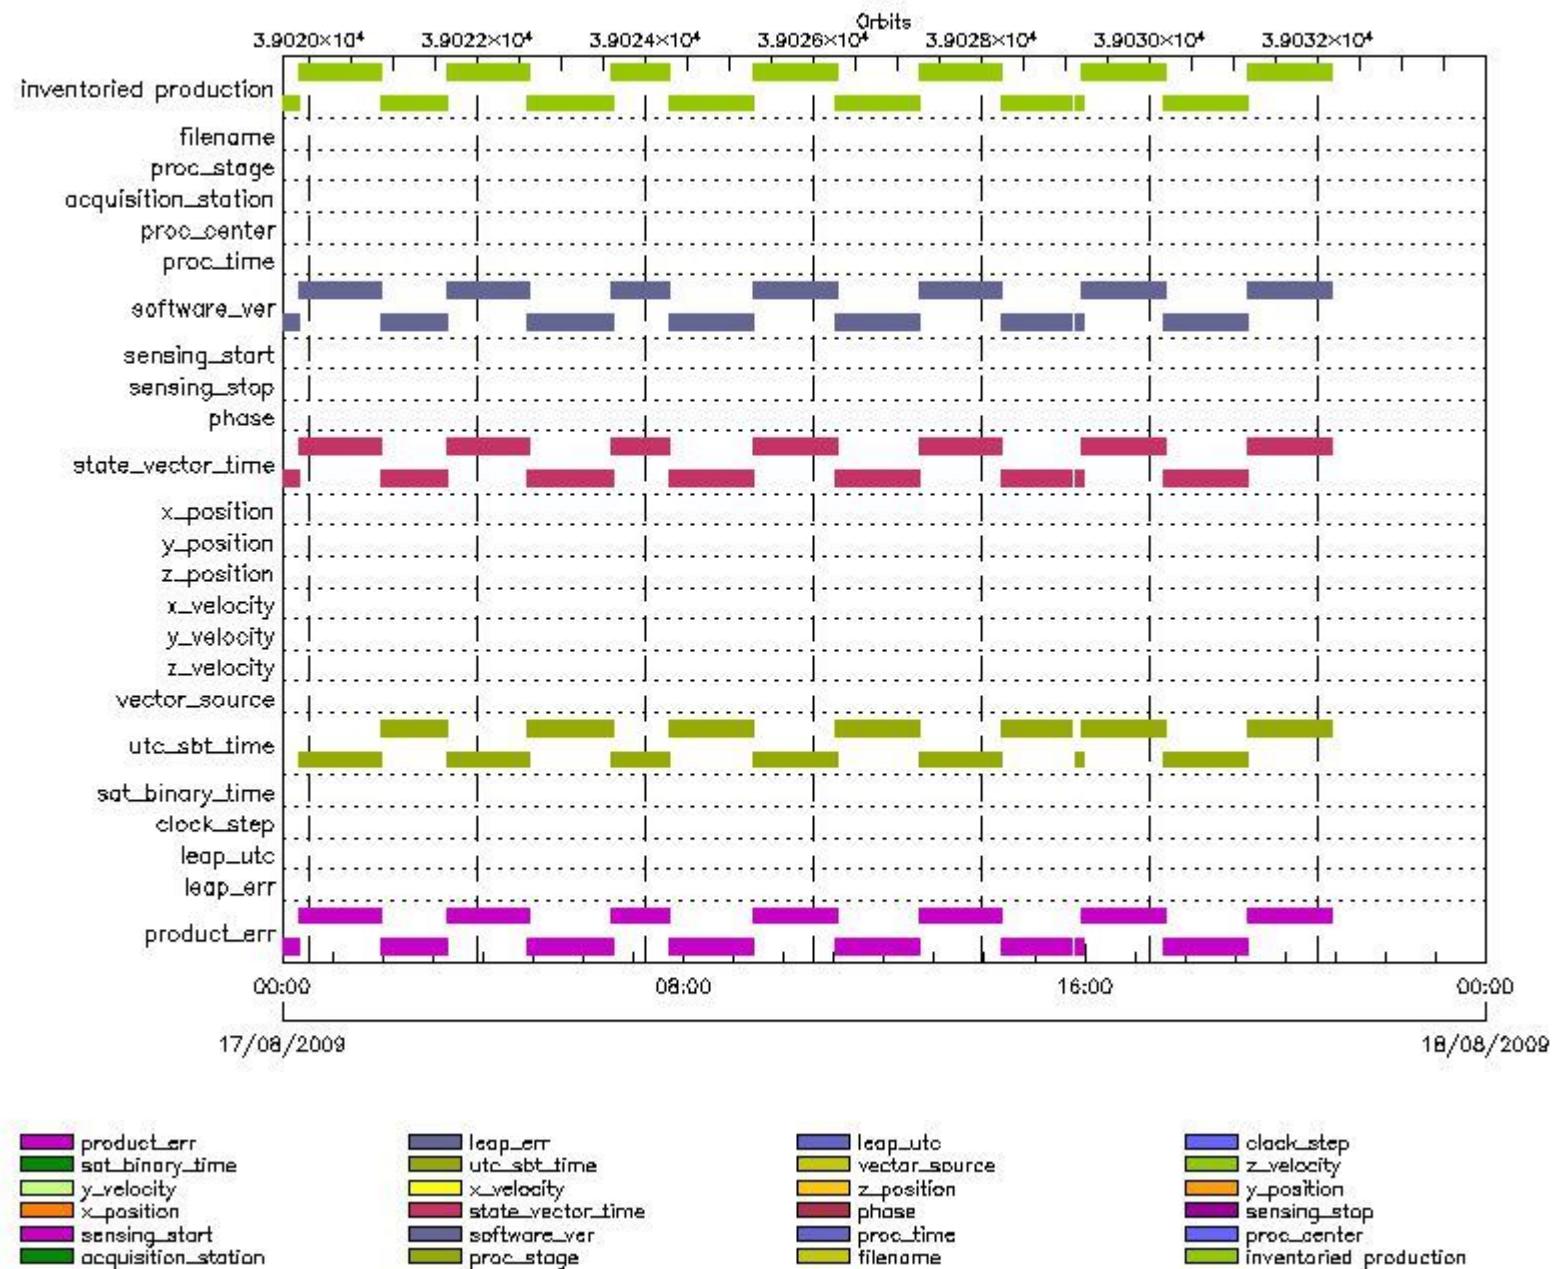 Orbits
3.9020×10⁴ 3.9022×10⁴ 3.9024×10⁴ 3.9026×10⁴ 3.9028×10⁴ 3.9030×10⁴ 3.9032×10⁴
inventoried production
filename
proc_stage
acquisition_station
proc_center
proc_time
software_ver
sensing_start
sensing_stop
phase
state_vector_time
x_position
y_position
z_position
x_velocity
y_velocity
z_velocity
vector_source
utc_sbt_time
sat_binary_time
clock_step
leap_utc
leap_err
product_err
00:00 08:00 16:00 00:00
17/08/2009 18/08/2009
product_err leap_err leap_utc clock_step
sat_binary_time utc_sbt_time vector_source z_velocity
y_velocity x_velocity z_position y_position
x_position state_vector_time phase sensing_stop
sensing_start software_ver proc_time proc_center
acquisition_station proc_stage filename inventoried production